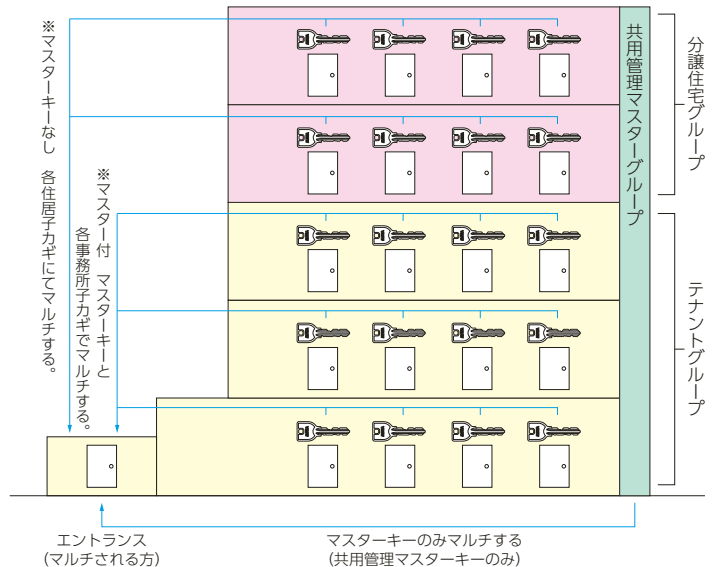 ※マスターキーなし 各住居子カギにてマルチする。
※マスター付 マスターキーと
各事務所子カギでマルチする。
共用管理マスターグループ
分譲住宅グループ
テナントグループ
エントランス
(マルチされる方)
マスターキーのみマルチする
(共用管理マスターキーのみ)